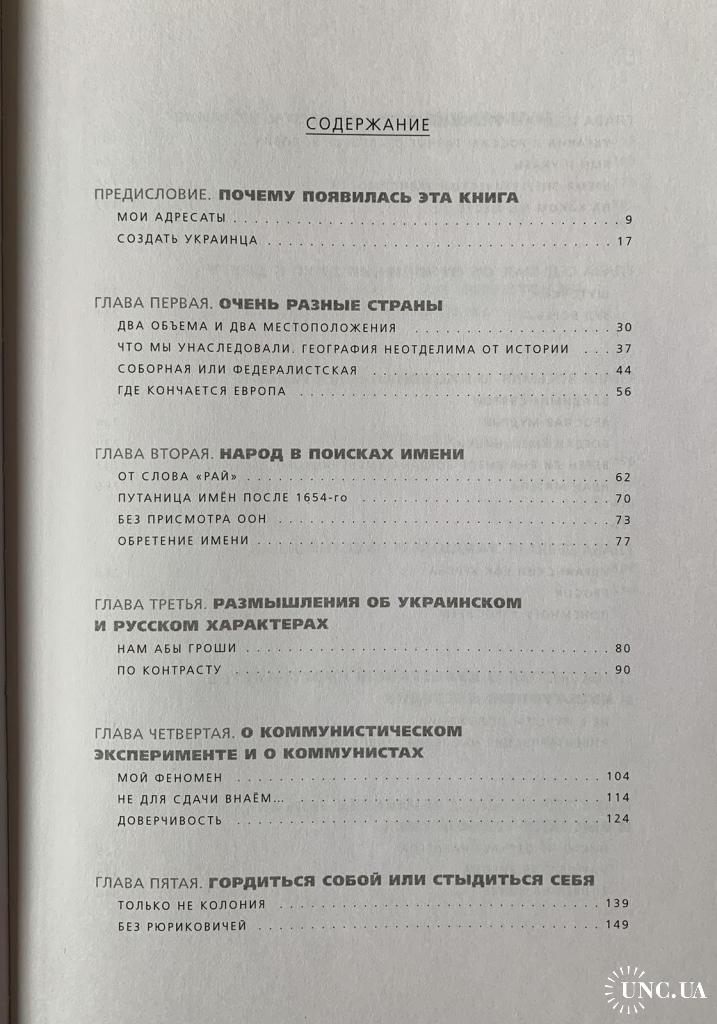 СОДЕРЖАНИЕ
ПРЕДИСЛОВИЕ. ПОЧЕМУ ПОЯВИЛАСЬ ЭТА КНИГА
МОИ АДРЕСАТЫ . . . 9
СОЗДАТЬ УКРАИНЦА . . . 17
ГЛАВА ПЕРВАЯ. ОЧЕНЬ РАЗНЫЕ СТРАНЫ
ДВА ОБЪЕМА И ДВА МЕСТОПОЛОЖЕНИЯ . . . 30
ЧТО МЫ УНАСЛЕДОВАЛИ. ГЕОГРАФИЯ НЕОТДЕЛИМА ОТ ИСТОРИИ . . . 37
СОБОРНАЯ ИЛИ ФЕДЕРАЛИСТСКАЯ . . . 44
ГДЕ КОНЧАЕТСЯ ЕВРОПА . . . 56
ГЛАВА ВТОРАЯ. НАРОД В ПОИСКАХ ИМЕНИ
ОТ СЛОВА «РАЙ» . . . 62
ПУТАНИЦА ИМЁН ПОСЛЕ 1654-го . . . 70
БЕЗ ПРИСМОТРА ООН . . . 73
ОБРЕТЕНИЕ ИМЕНИ . . . 77
ГЛАВА ТРЕТЬЯ. РАЗМЫШЛЕНИЯ ОБ УКРАИНСКОМ
И РУССКОМ ХАРАКТЕРАХ
НАМ АБЫ ГРОШИ . . . 80
ПО КОНТРАСТУ . . . 90
ГЛАВА ЧЕТВЕРТАЯ. О КОММУНИСТИЧЕСКОМ
ЭКСПЕРИМЕНТЕ И О КОММУНИСТАХ
МОЙ ФЕНОМЕН . . . 104
НЕ ДЛЯ СДАЧИ ВНАЁМ... . . . 114
ДОВЕРЧИВОСТЬ . . . 124
ГЛАВА ПЯТАЯ. ГОРДИТЬСЯ СОБОЙ ИЛИ СТЫДИТЬСЯ СЕБЯ
ТОЛЬКО НЕ КОЛОНИЯ . . . 139
БЕЗ РЮРИКОВИЧЕЙ . . . 149
UNC.UA